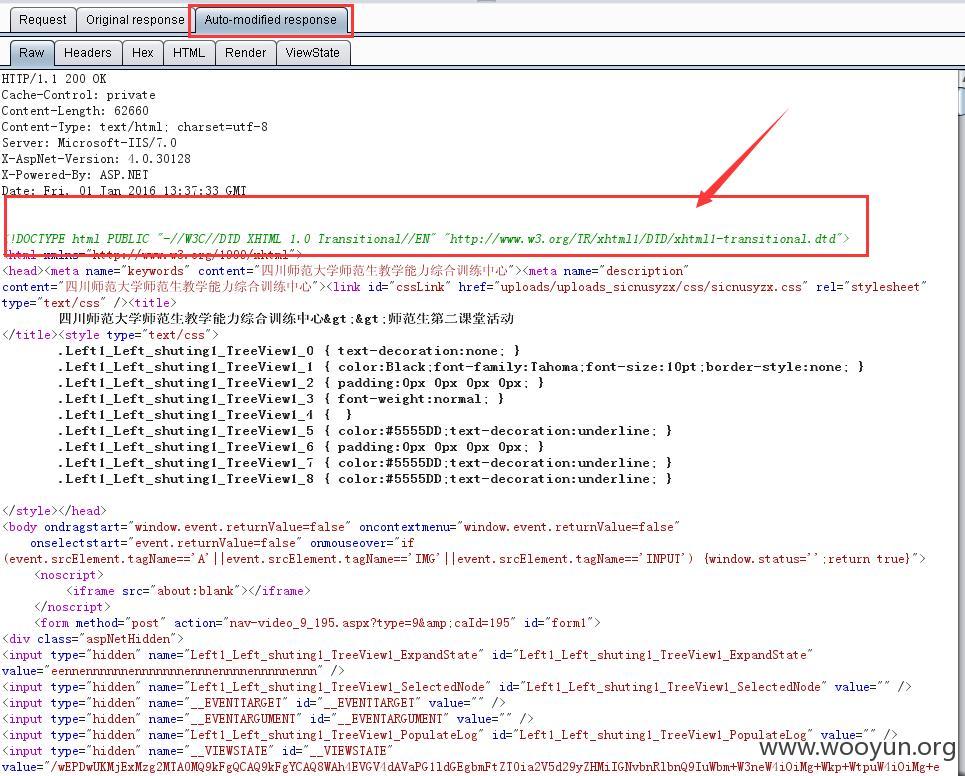 Request Original response Auto-modified response
Raw Headers Hex HTML Render ViewState
HTTP/1.1 200 OK
Cache-Control: private
Content-Length: 62660
Content-Type: text/html; charset=utf-8
Server: Microsoft-IIS/7.0
X-AspNet-Version: 4.0.30128
X-Powered-By: ASP.NET
Date: Fri, 01 Jan 2016 13:37:33 GMT
!DOCTYPE html PUBLIC "-//W3C//DTD XHTML 1.0 Transitional//EN" "http://www.w3.org/TR/xhtml1/DTD/xhtml1-transitional.dtd">
<html xmlns="http://www.w3.org/1999/xhtml">
<head><meta name="keywords" content="四川师范大学师范生教学能力综合训练中心"><meta name="description"
content="四川师范大学师范生教学能力综合训练中心"><link id="cssLink" href="uploads/uploads_sicnusyzx/css/sicnusyzx.css" rel="stylesheet"
type="text/css" /><title>
四川师范大学师范生教学能力综合训练中心&gt;&gt;师范生第二课堂活动
</title><style type="text/css">
.Left1_Left_shuting1_TreeView1_0 { text-decoration:none; }
.Left1_Left_shuting1_TreeView1_1 { color:Black;font-family:Tahoma;font-size:10pt;border-style:none; }
.Left1_Left_shuting1_TreeView1_2 { padding:0px 0px 0px 0px; }
.Left1_Left_shuting1_TreeView1_3 { font-weight:normal; }
.Left1_Left_shuting1_TreeView1_4 {  }
.Left1_Left_shuting1_TreeView1_5 { color:#5555DD;text-decoration:underline; }
.Left1_Left_shuting1_TreeView1_6 { padding:0px 0px 0px 0px; }
.Left1_Left_shuting1_TreeView1_7 { color:#5555DD;text-decoration:underline; }
.Left1_Left_shuting1_TreeView1_8 { color:#5555DD;text-decoration:underline; }
</style></head>
<body ondragstart="window.event.returnValue=false" oncontextmenu="window.event.returnValue=false"
onselectstart="event.returnValue=false" onmouseover="if
(event.srcElement.tagName=='A'||event.srcElement.tagName=='IMG'||event.srcElement.tagName=='INPUT') {window.status='';return true}">
<noscript>
<iframe src="about:blank"></iframe>
</noscript>
<form method="post" action="nav-video_9_195.aspx?type=9&amp;caId=195" id="form1">
<div class="aspNetHidden">
<input type="hidden" name="Left1_Left_shuting1_TreeView1_ExpandState" id="Left1_Left_shuting1_TreeView1_ExpandState"
<input type="hidden" name="Left1_Left_shuting1_TreeView1_SelectedNode" id="Left1_Left_shuting1_TreeView1_SelectedNode" value="" />
<input type="hidden" name="__EVENTTARGET" id="__EVENTTARGET" value="" />
<input type="hidden" name="__EVENTARGUMENT" id="__EVENTARGUMENT" value="" />
<input type="hidden" name="Left1_Left_shuting1_TreeView1_PopulateLog" id="Left1_Left_shuting1_TreeView1_PopulateLog" value="" />
<input type="hidden" name="__VIEWSTATE" id="__VIEWSTATE"
www.wooyun.org